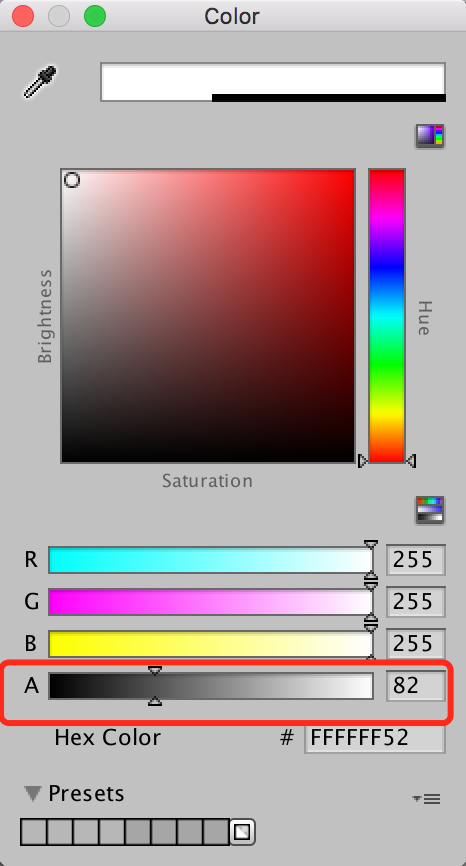 Color
Brightness
Hue
Saturation
R 255
G 255
B 255
A 82
Hex Color # FFFFFF52
Presets